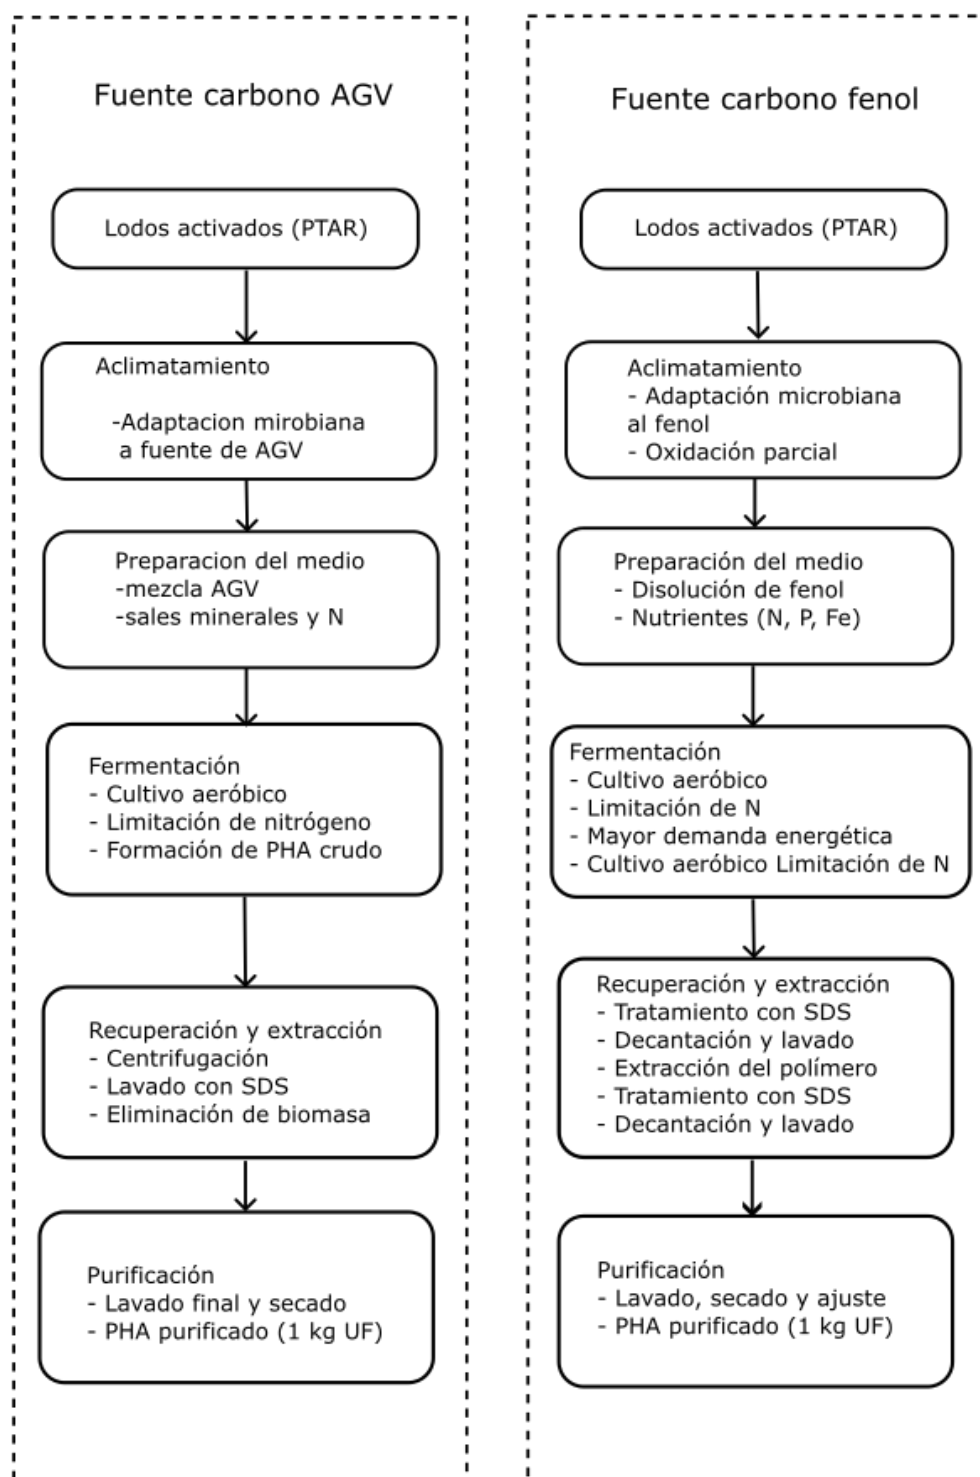 Fuente carbono AGV
Lodos activados (PTAR)
Aclimatamiento
-Adaptacion mirobiana
a fuente de AGV
Preparacion del medio
-mezcla AGV
-sales minerales y N
Fermentación
- Cultivo aeróbico
- Limitación de nitrógeno
- Formación de PHA crudo
Recuperación y extracción
- Centrifugación
- Lavado con SDS
- Eliminación de biomasa
Purificación
- Lavado final y secado
- PHA purificado (1 kg UF)
Fuente carbono fenol
Lodos activados (PTAR)
Aclimatamiento
- Adaptación microbiana
al fenol
- Oxidación parcial
Preparación del medio
- Disolución de fenol
- Nutrientes (N, P, Fe)
Fermentación
- Cultivo aeróbico
- Limitación de N
- Mayor demanda energética
- Cultivo aeróbico Limitación de N
Recuperación y extracción
- Tratamiento con SDS
- Decantación y lavado
- Extracción del polímero
- Tratamiento con SDS
- Decantación y lavado
Purificación
- Lavado, secado y ajuste
- PHA purificado (1 kg UF)